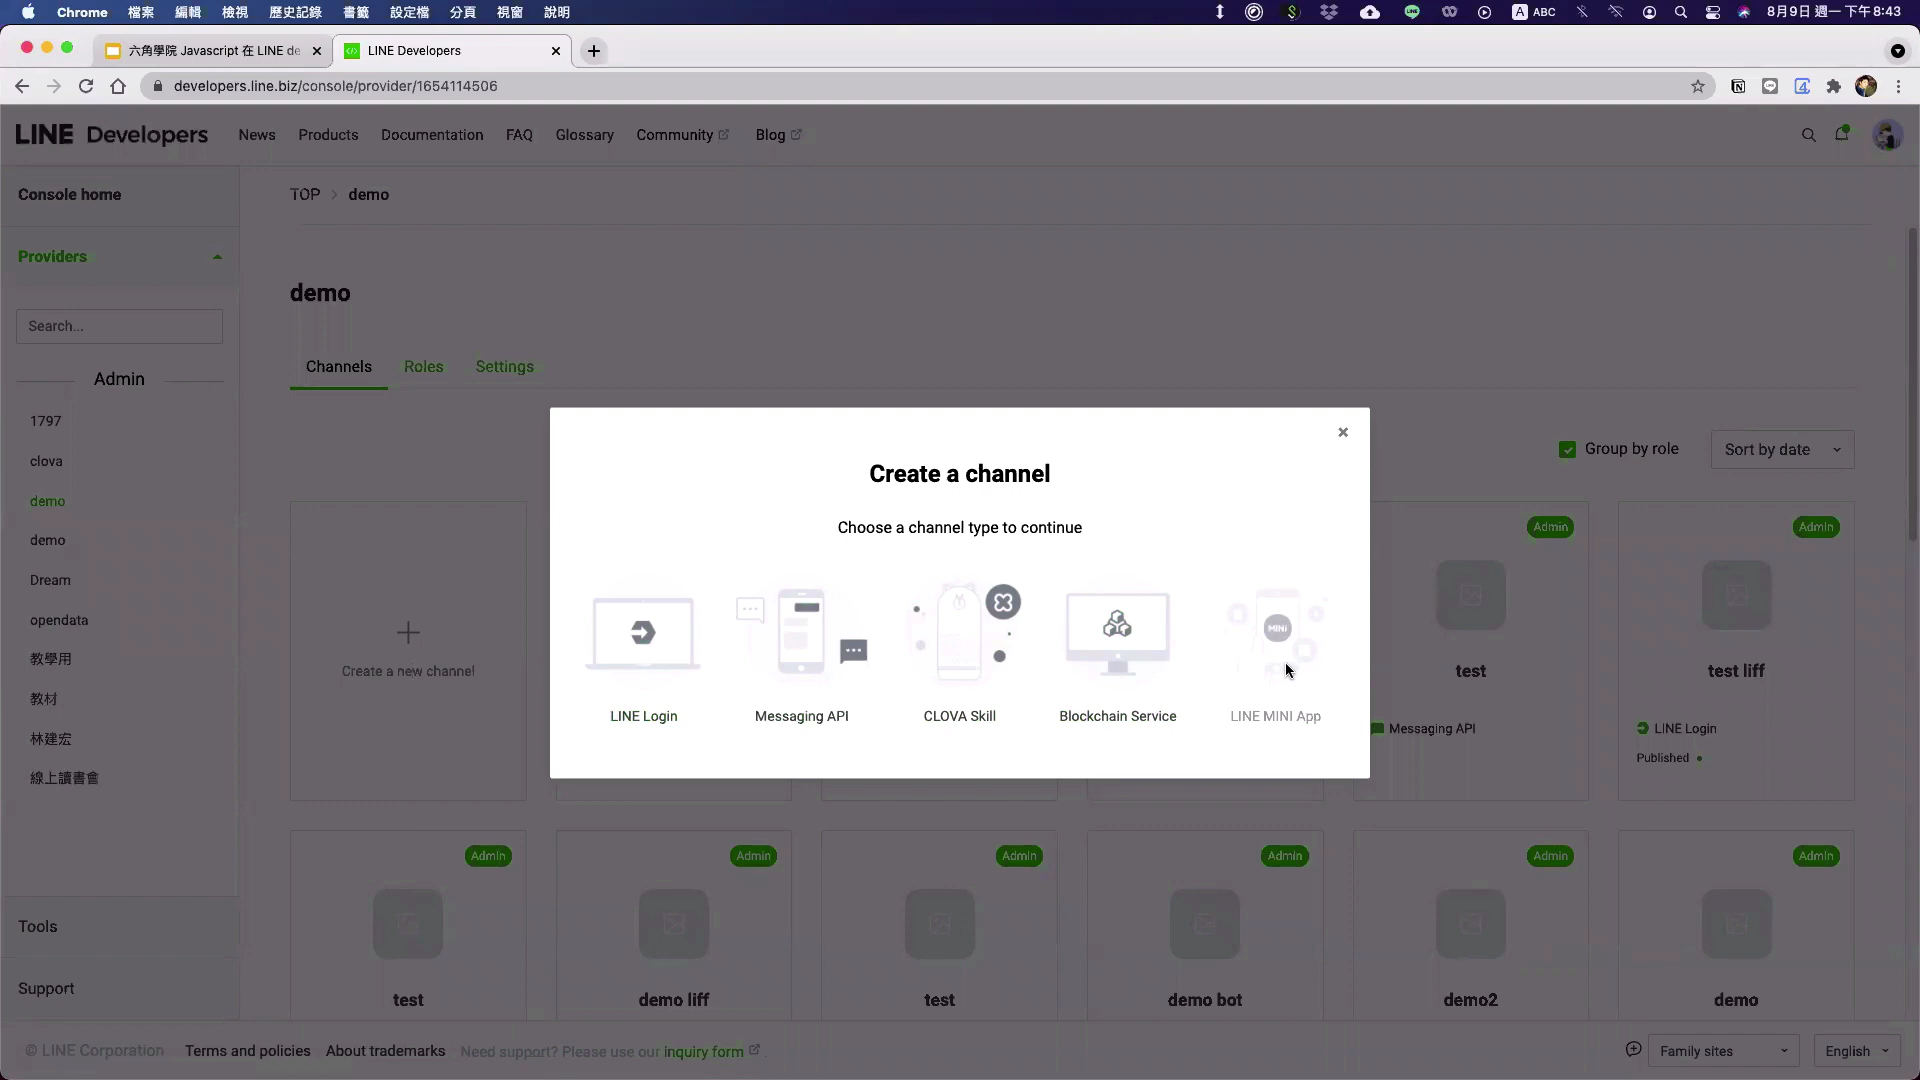 Chrome 檔案 編輯 檢視 歷史記錄 書籤 設定檔 分頁 視窗 說明 A ABC 8月9日 週一 下午8:43
六角學院 Javascript 在 LINE de
LINE Developers
developers.line.biz/console/provider/1654114506
LINE Developers News Products Documentation FAQ Glossary Community Blog
Console home
TOP > demo
Providers
demo
Search...
Channels Roles Settings
Admin
1797
clova
demo
demo
Dream
opendata
教學用
教材
林建宏
線上讀書會
Group by role
Sort by date
Create a new channel
Create a channel
Choose a channel type to continue
MINI
LINE Login
Messaging API
CLOVA Skill
Blockchain Service
LINE MINI App
Admin
test
Messaging API
Admin
test liff
LINE Login
Published
Admin
test
Admin
demo liff
Admin
test
Admin
demo bot
Admin
demo2
Admin
demo
Tools
Support
© LINE Corporation Terms and policies About trademarks Need support? Please use our inquiry form .
Family sites
English